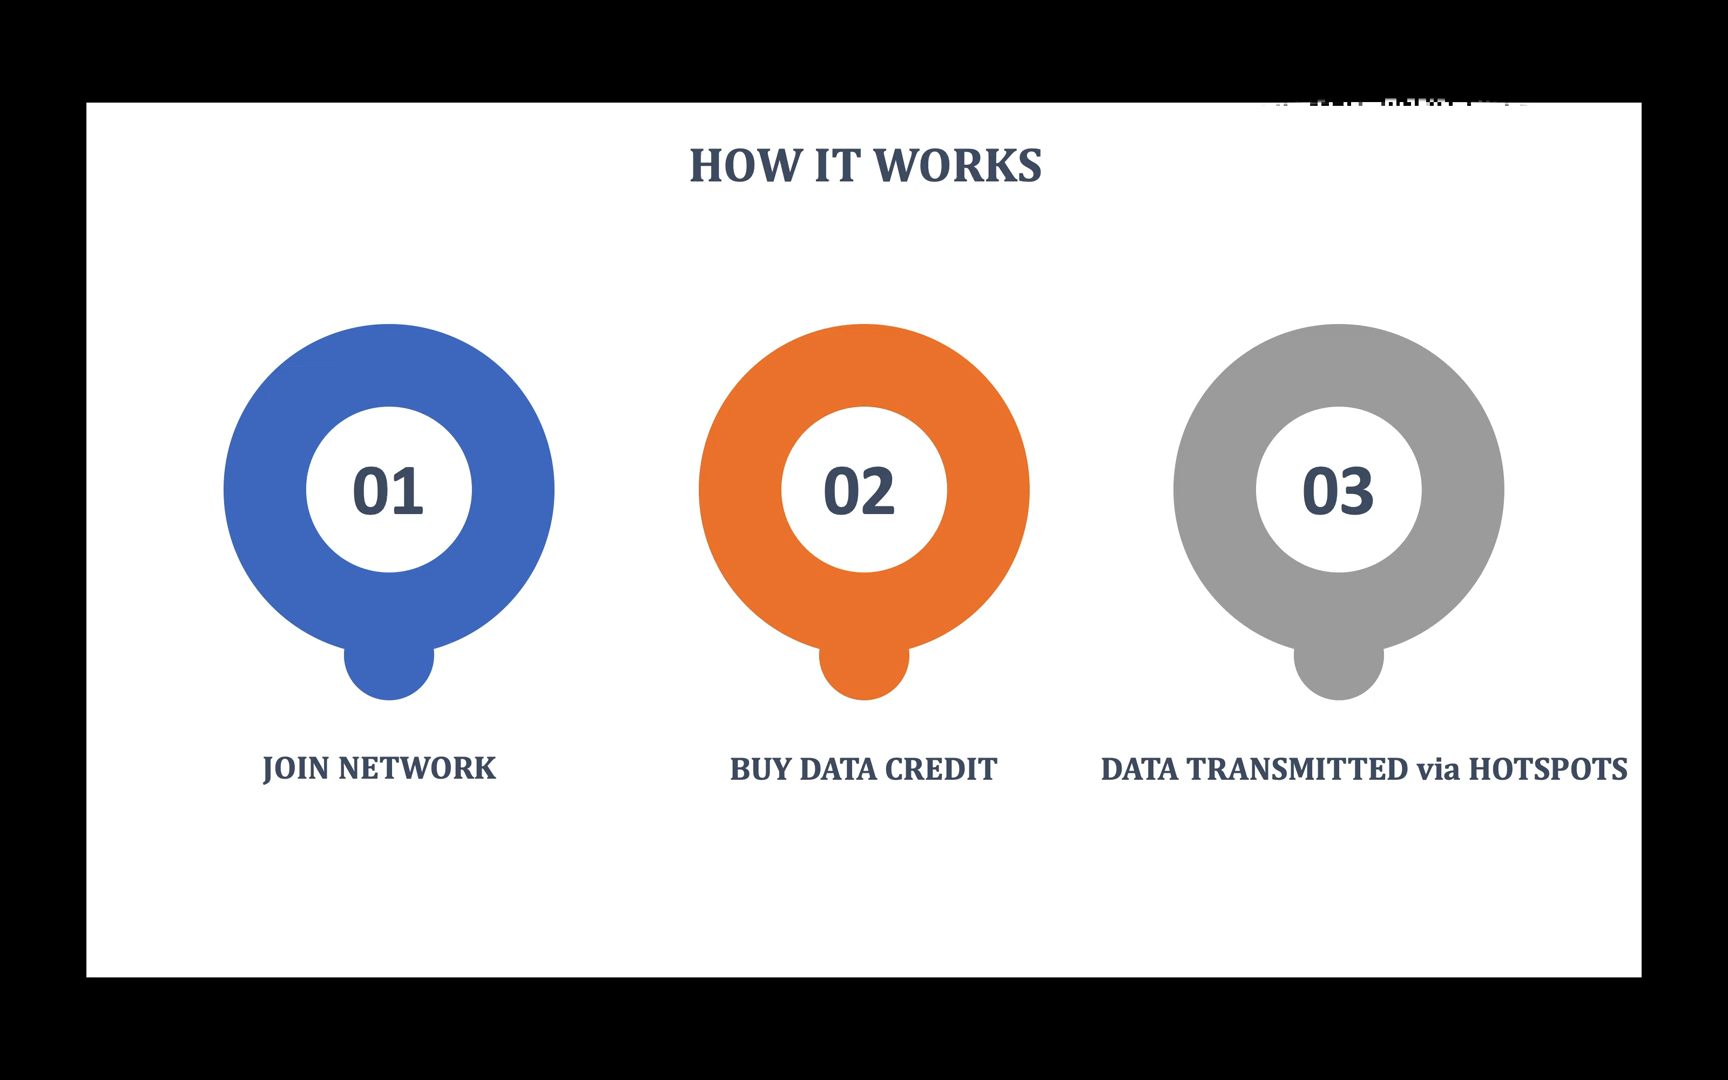 HOW IT WORKS
01
02
03
JOIN NETWORK
BUY DATA CREDIT
DATA TRANSMITTED via HOTSPOTS